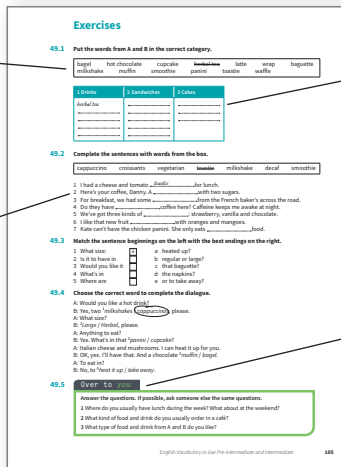 Exercises
49.1 Put the words from A and B in the correct category.
bagel hot chocolate cupcake herbal tea latte wrap baguette
milkshake muffin smoothie panini toastie waffle
1 Drinks 2 Sandwiches 3 Cakes
herbal tea
49.2 Complete the sentences with words from the box.
cappuccino croissants vegetarian toastie milkshake decaf smoothie
1 I had a cheese and tomato toastie for lunch.
2 Here's your coffee, Danny. A with two sugars.
3 For breakfast, we had some from the French baker's across the road.
4 Do they have coffee here? Caffeine keeps me awake at night.
5 We've got three kinds of : strawberry, vanilla and chocolate.
6 I like that new fruit with oranges and mangoes.
7 Kate can't have the chicken panini. She only eats food.
49.3 Match the sentence beginnings on the left with the best endings on the right.
1 What size: a heated up?
2 Is it to have in b regular or large?
3 Would you like it c that baguette?
4 What's in d the napkins?
5 Where are e or to take away?
49.4 Choose the correct word to complete the dialogue.
A: Would you like a hot drink?
B: Yes, two 1milkshakes / cappuccinos, please.
A: What size?
B: 2Large / Herbal, please.
A: Anything to eat?
B: Yes. What's in that 3panini / cupcake?
A: Italian cheese and mushrooms. I can heat it up for you.
B: OK, yes. I'll have that. And a chocolate 4muffin / bagel.
A: To eat in?
B: No, to 5heat it up / take away.
49.5 Over to you
Answer the questions. If possible, ask someone else the same questions.
1 Where do you usually have lunch during the week? What about at the weekend?
2 What kind of food and drink do you usually order in a café?
3 What type of food and drink from A and B do you like?
English Vocabulary in Use Pre-intermediate and Intermediate 105